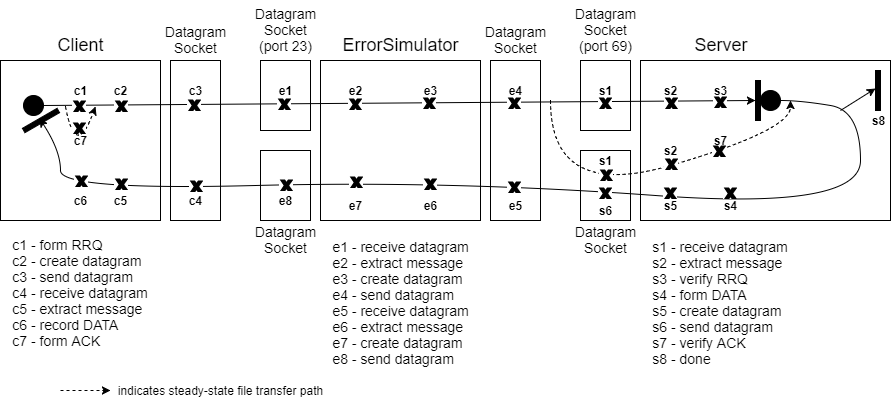 Datagram
Socket
(port 23)
Datagram
Socket
(port 69)
Client
Datagram
Socket
ErrorSimulator
Datagram
Socket
Server
c1
c2
c3
e1
e2
e3
e4
s1
s2
s3
c7
s8
s7
s2
s1
c6
c5
c4
e8
e7
e6
e5
s6
s5
s4
Datagram
Socket
Datagram
Socket
c1 - form RRQ
c2 - create datagram
c3 - send datagram
c4 - receive datagram
c5 - extract message
c6 - record DATA
c7 - form ACK
e1 - receive datagram
e2 - extract message
e3 - create datagram
e4 - send datagram
e5 - receive datagram
e6 - extract message
e7 - create datagram
e8 - send datagram
s1 - receive datagram
s2 - extract message
s3 - verify RRQ
s4 - form DATA
s5 - create datagram
s6 - send datagram
s7 - verify ACK
s8 - done
indicates steady-state file transfer path